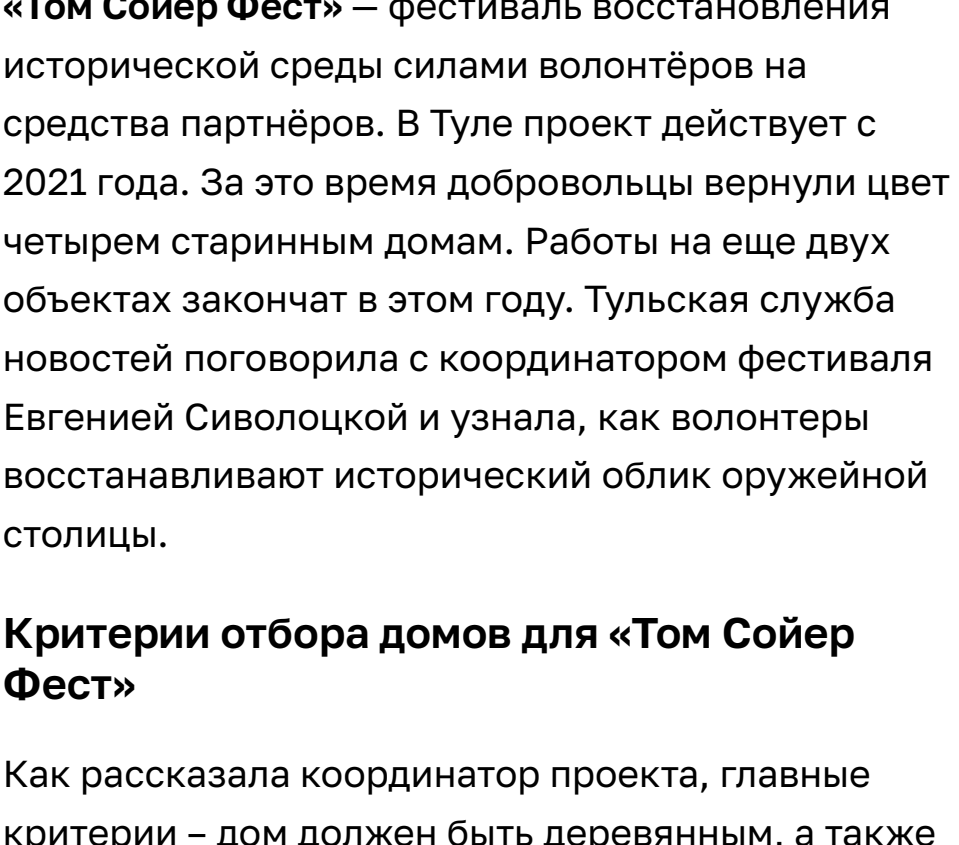 «Том Сойер Фест» — фестиваль восстановления
исторической среды силами волонтёров на
средства партнёров. В Туле проект действует с
2021 года. За это время добровольцы вернули цвет
четырем старинным домам. Работы на еще двух
объектах закончат в этом году. Тульская служба
новостей поговорила с координатором фестиваля
Евгенией Сиволоцкой и узнала, как волонтеры
восстанавливают исторический облик оружейной
столицы.
Критерии отбора домов для «Том Сойер
Фест»
Как рассказала координатор проекта, главные
критерии – дом должен быть деревянным, а также